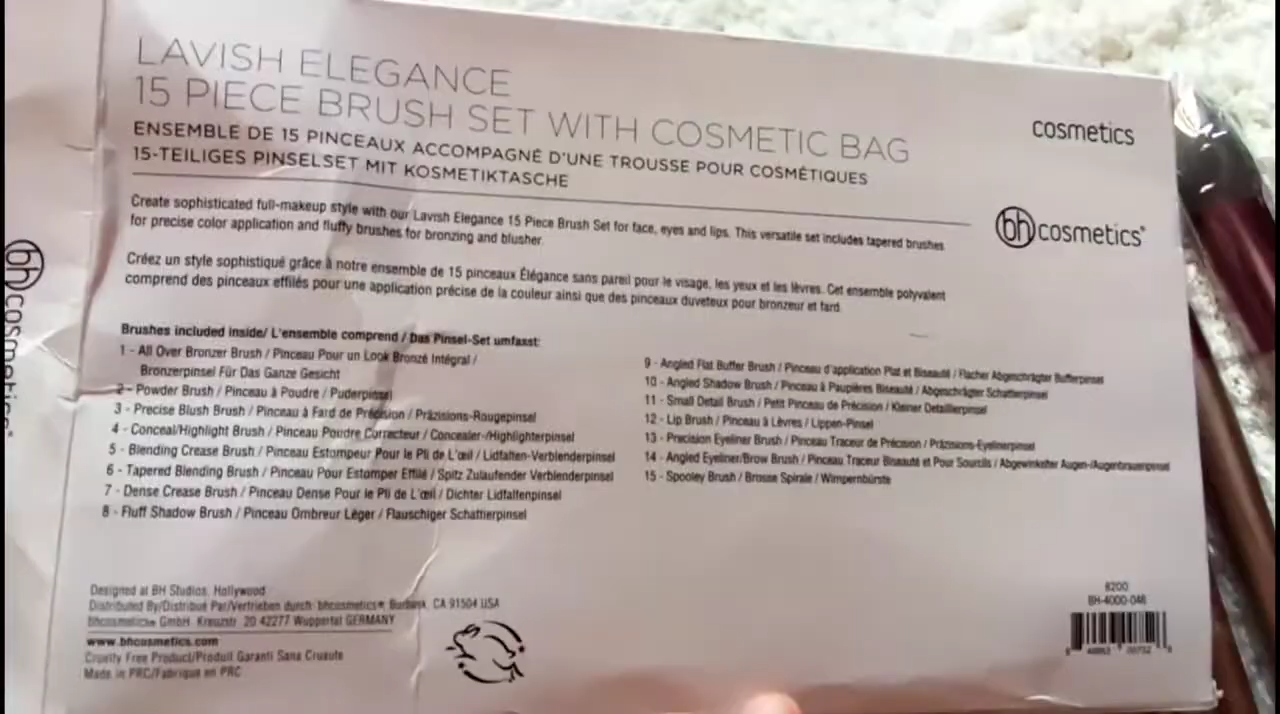 LAVISH ELEGANCE
15 PIECE BRUSH SET WITH COSMETIC BAG
ENSEMBLE DE 15 PINCEAUX ACCOMPAGNÉ D'UNE TROUSSE POUR COSMÉTIQUES
15-TEILIGES PINSELSET MIT KOSMETIKTASCHE
cosmetics
bh cosmetics®
Create sophisticated full-makeup style with our Lavish Elegance 15 Piece Brush Set for face, eyes and lips. This versatile set includes tapered brushes
for precise color application and fluffy brushes for bronzing and blusher.
Créez un style sophistiqué grâce à notre ensemble de 15 pinceaux Élégance sans pareil pour le visage, les yeux et les lèvres. Cet ensemble polyvalent
comprend des pinceaux effilés pour une application précise de la couleur ainsi que des pinceaux duveteux pour bronzeur et fard.
Brushes included inside/ L'ensemble comprend / Das Pinsel-Set umfasst:
1 - All Over Bronzer Brush / Pinceau Pour un Look Bronzé Intégral /
Bronzerpinsel Für Das Ganze Gesicht
2 - Powder Brush / Pinceau à Poudre / Puderpinsel
3 - Precise Blush Brush / Pinceau à Fard de Précision / Präzisions-Rougepinsel
4 - Conceal/Highlight Brush / Pinceau Poudre Correcteur / Concealer-/Highlighterpinsel
5 - Blending Crease Brush / Pinceau Estompeur Pour le Pli de L'œil / Lidfalten-Verblenderpinsel
6 - Tapered Blending Brush / Pinceau Pour Estomper Effilé / Spitz Zulaufender Verblenderpinsel
7 - Dense Crease Brush / Pinceau Dense Pour le Pli de L'œil / Dichter Lidfaltenpinsel
8 - Fluff Shadow Brush / Pinceau Ombreur Léger / Flauschiger Schattierpinsel
9 - Angled Flat Buffer Brush / Pinceau d'application Plat et Biseauté / Flacher Abgeschrägter Bufferpinsel
10 - Angled Shadow Brush / Pinceau à Paupières Biseauté / Abgeschrägter Schattierpinsel
11 - Small Detail Brush / Petit Pinceau de Précision / Kleiner Detaillierpinsel
12 - Lip Brush / Pinceau à Lèvres / Lippen-Pinsel
13 - Precision Eyeliner Brush / Pinceau Traceur de Précision / Präzisions-Eyelinerpinsel
14 - Angled Eyeliner/Brow Brush / Pinceau Traceur Biseauté et Pour Sourcils / Abgewinkelter Augen-/Augenbrauenpinsel
15 - Spooley Brush / Brosse Spirale / Wimpernbürste
Designed at BH Studios, Hollywood
Distributed By/Distribué Par/Vertrieben durch: bhcosmetics® Burbank, CA 91504 USA
bhcosmetics® GmbH. Kreuzstr. 20 42277 Wuppertal GERMANY
www.bhcosmetics.com
Cruelty Free Product/Produit Garanti Sans Cruauté
Made in PRC/Fabriqué en PRC
8200
BH-4000-046
bh cosmetics®